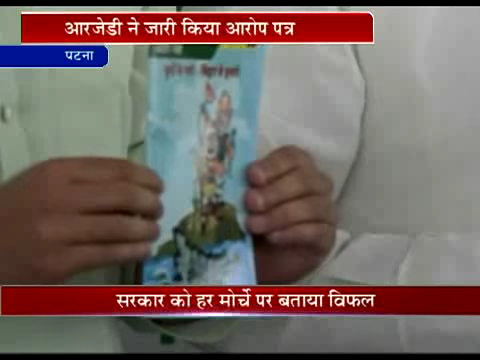 आरजेडी ने जारी किया आरोप पत्र
पटना
सरकार को हर मोर्चे पर बताया विफल